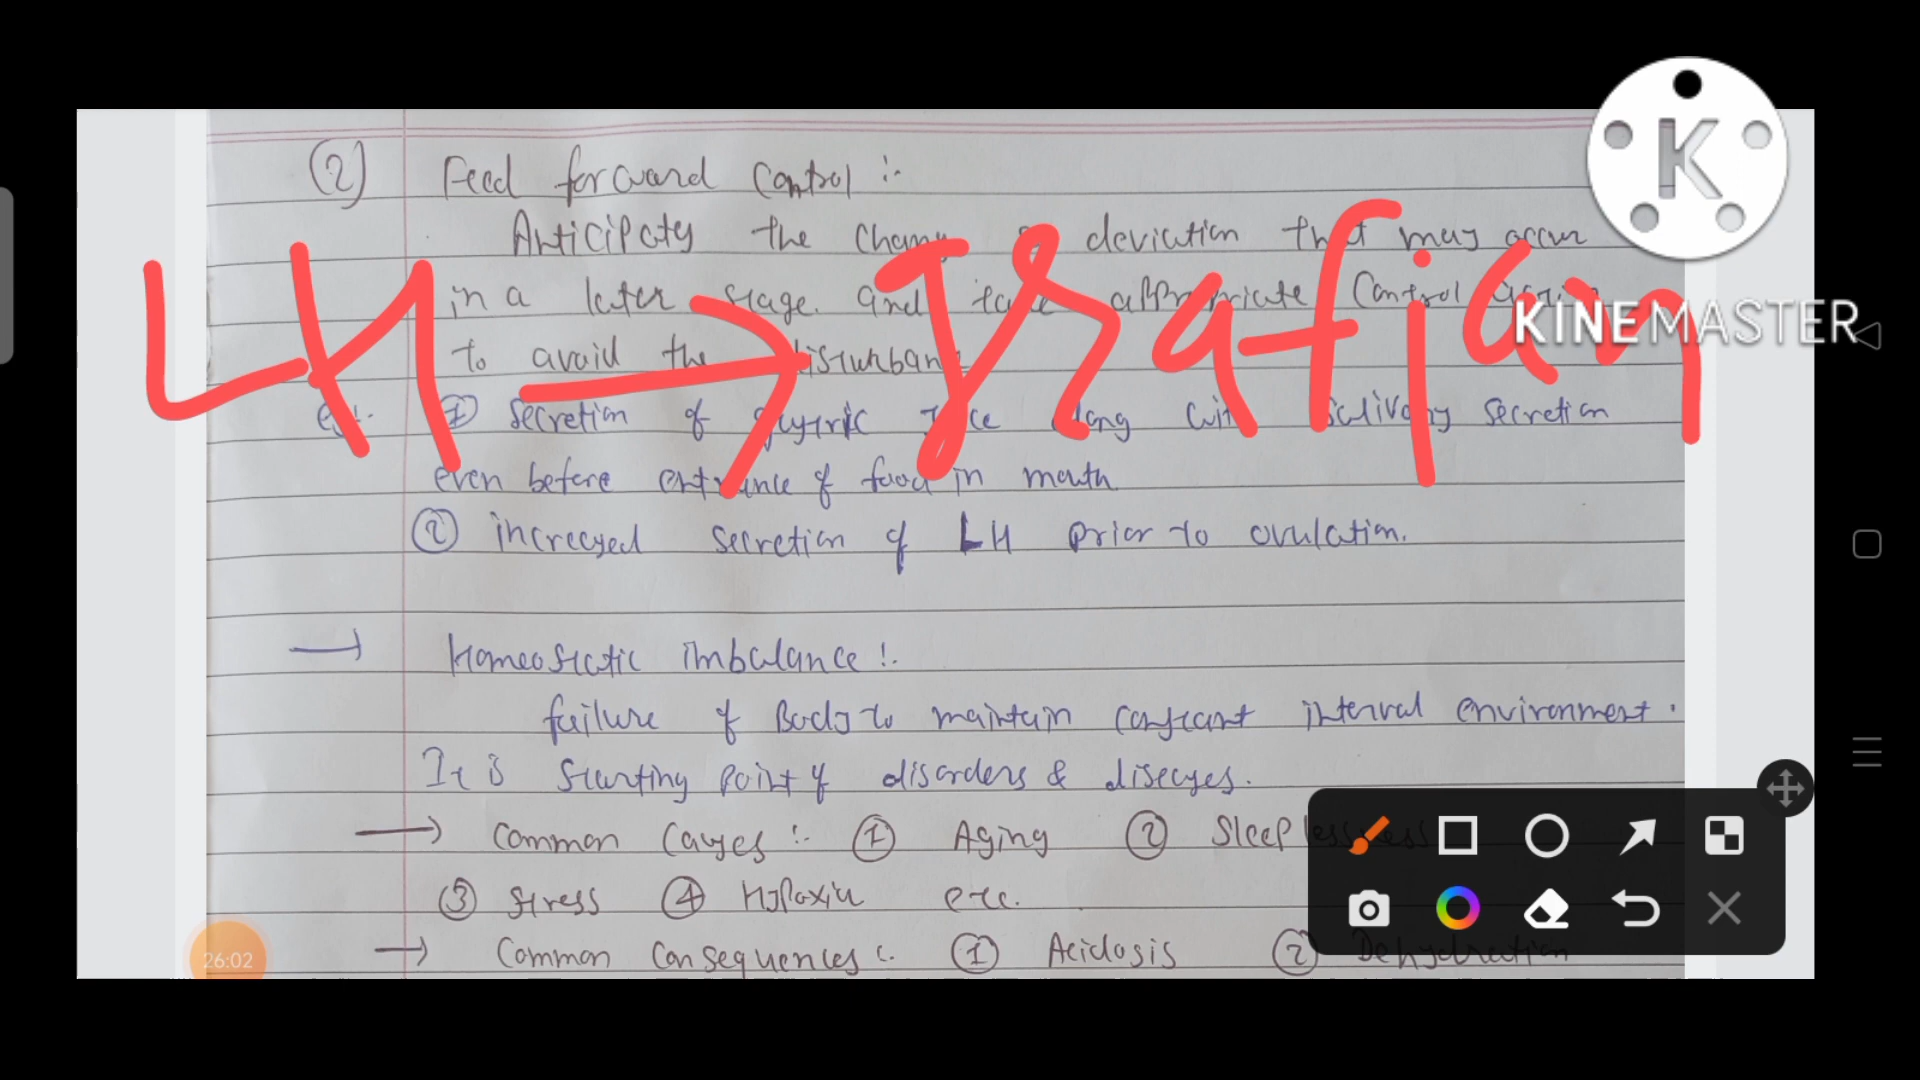 (2) Feed forward Control :-
Anticipates the change deviation that may occur
in a later stage. and take appropriate Control
to avoid the disturbance
LH → Grafian
eg:- ① Secretion of gastric Juice along with salivary secretion
even before entrance of food in mouth
② increased secretion of LH prior to ovulation.
→ Homeostatic imbalance :-
failure of Body to maintain constant internal environment.
It is Starting point of disorders & diseases.
→ Common Causes :- ① Aging ② Sleeplessness
③ Stress ④ Hypoxia etc.
→ Common Consequences :- ① Acidosis ② Dehydration
KINEMASTER
K
26:02